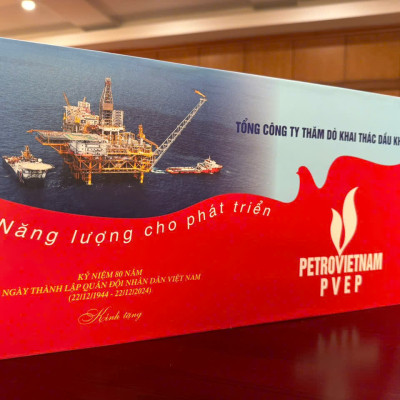 TỔNG CÔNG TY THĂM DÒ KHAI THÁC DẦU KH
Năng lượng cho phát triển
PETROVIETNAM
PVEP
KỶ NIỆM 80 NĂM
NGÀY THÀNH LẬP QUÂN ĐỘI NHÂN DÂN VIỆT NAM
(22/12/1944 - 22/12/2024)
Kính tặng